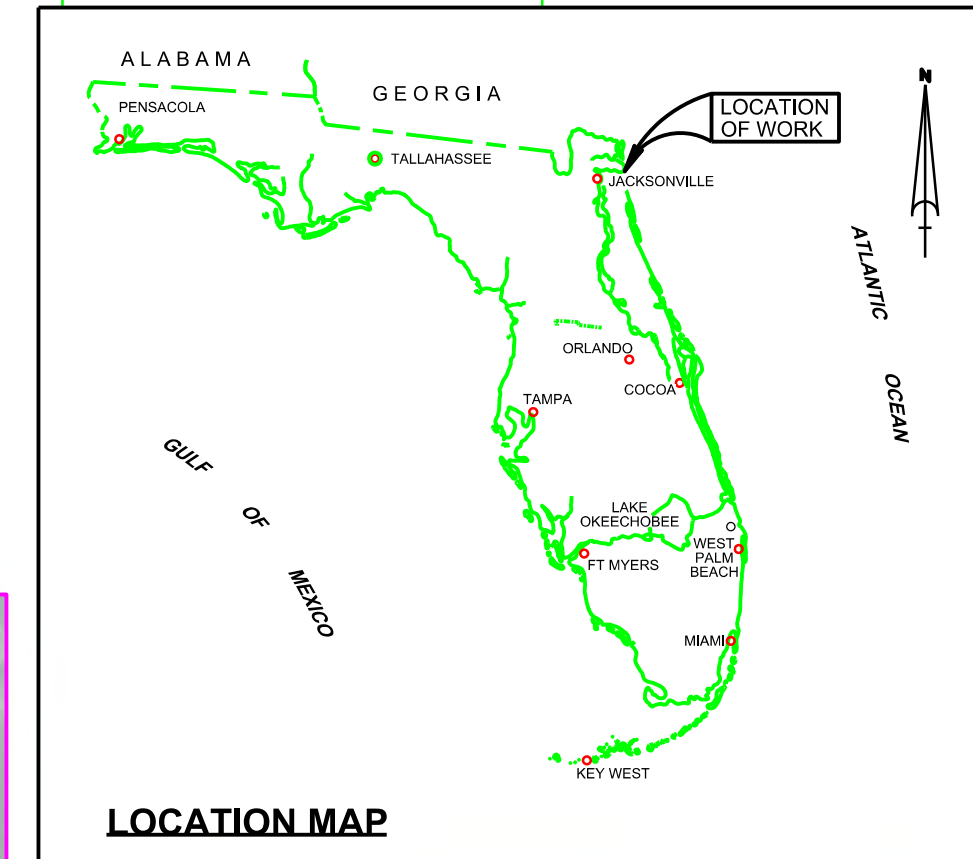 ALABAMA
GEORGIA
N
PENSACOLA
LOCATION
OF WORK
TALLAHASSEE
JACKSONVILLE
ATLANTIC
OCEAN
ORLANDO
COCOA
TAMPA
GULF
OF
MEXICO
LAKE
OKEECHOBEE
WEST
PALM
BEACH
FT MYERS
MIAMI
KEY WEST
LOCATION MAP